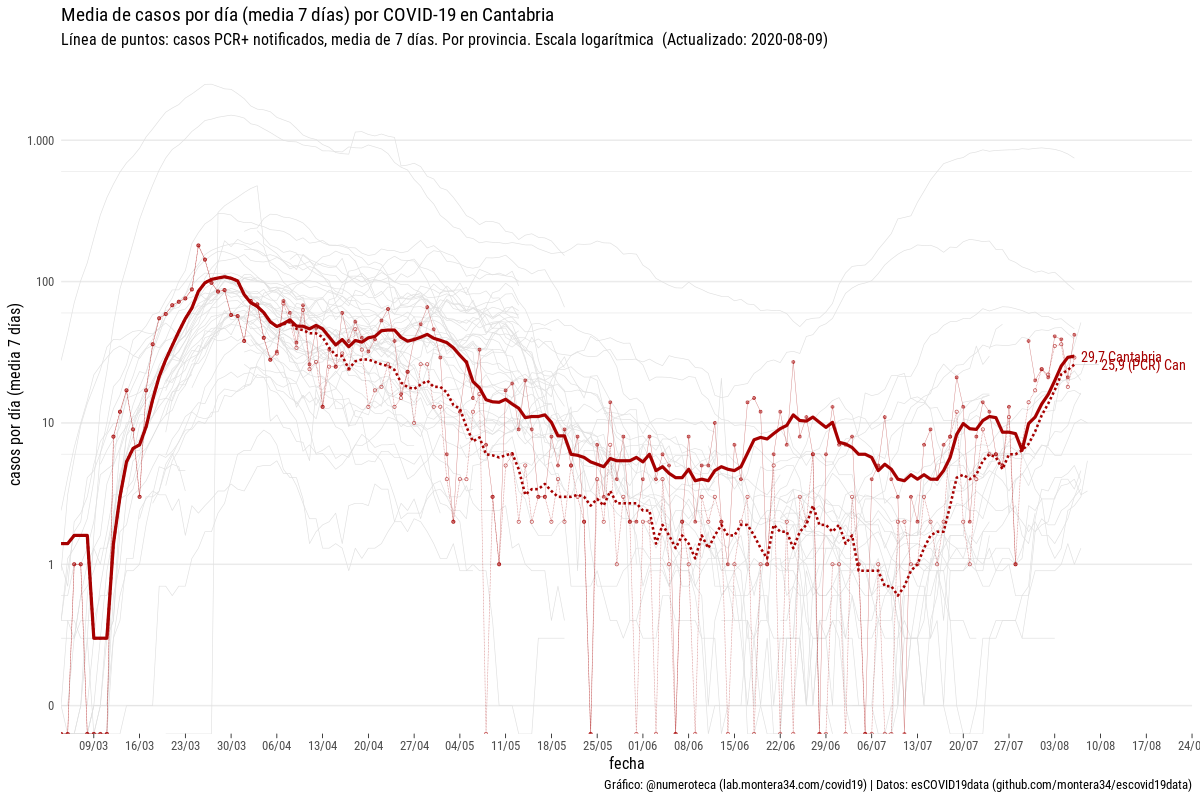 Media de casos por día (media 7 días) por COVID-19 en Cantabria
Línea de puntos: casos PCR+ notificados, media de 7 días. Por provincia. Escala logarítmica (Actualizado: 2020-08-09)
casos por día (media 7 días)
1.000
100
10
1
0
29,7 Cantabria
25,9 (PCR) Can
09/03 16/03 23/03 30/03 06/04 13/04 20/04 27/04 04/05 11/05 18/05 25/05 01/06 08/06 15/06 22/06 29/06 06/07 13/07 20/07 27/07 03/08 10/08 17/08 24/0
fecha
Gráfico: @numeroteca (lab.montera34.com/covid19) | Datos: esCOVID19data (github.com/montera34/escovid19data)